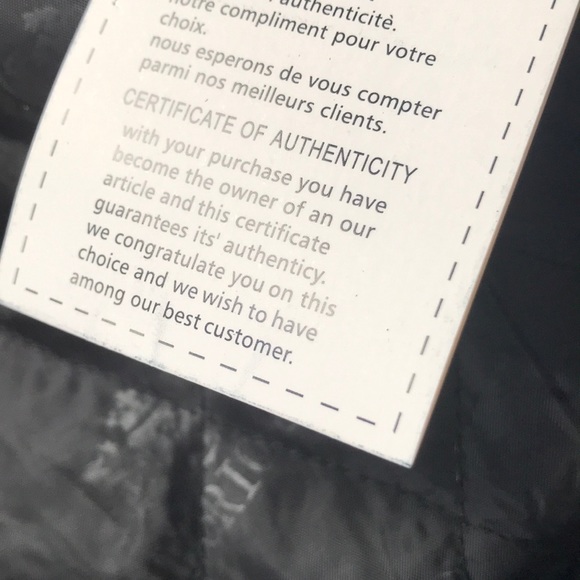 authenticitè.
notre compliment pour votre
choix.
nous esperons de vous compter
parmi nos meilleurs clients.
CERTIFICATE OF AUTHENTICITY
with your purchase you have
become the owner of an our
article and this certificate
guarantees its' authenticy.
we congratulate you on this
choice and we wish to have
among our best customer.